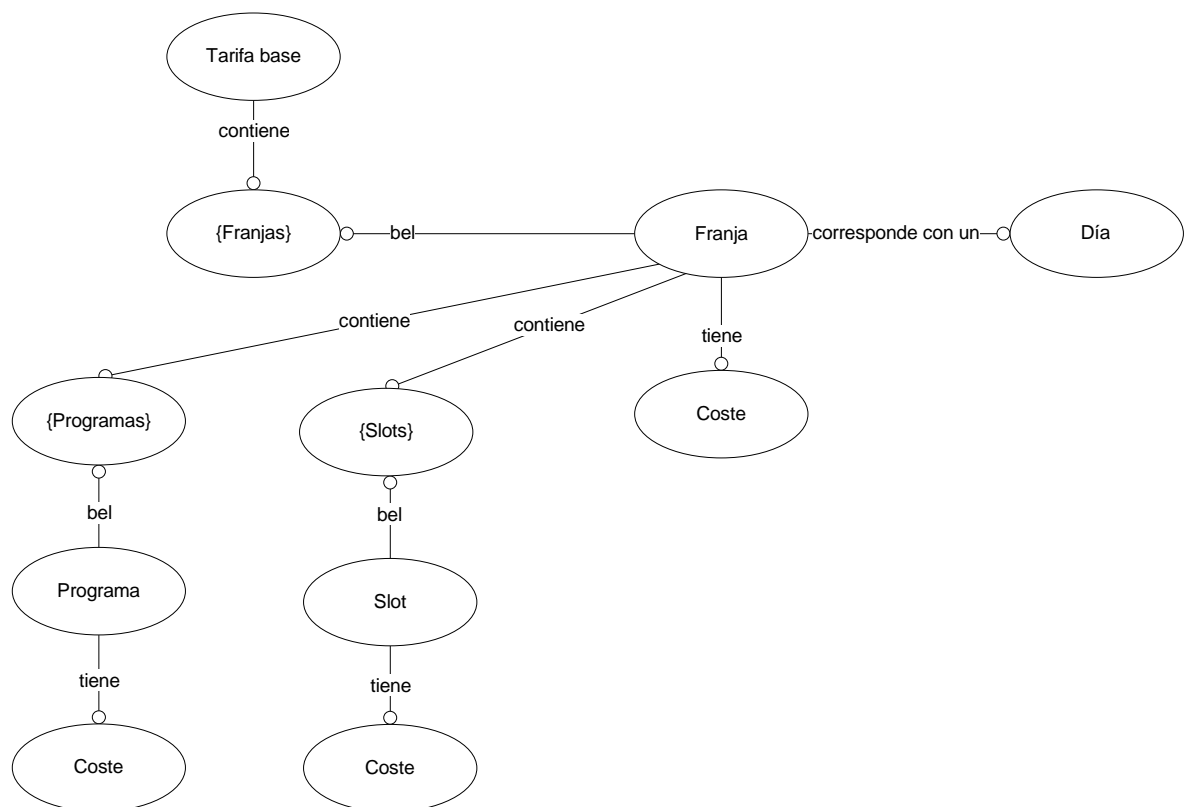 Tarifa base
contiene
{Franjas}
bel
Franja
corresponde con un
Día
contiene
contiene
tiene
{Programas}
{Slots}
Coste
bel
bel
Programa
Slot
tiene
tiene
Coste
Coste